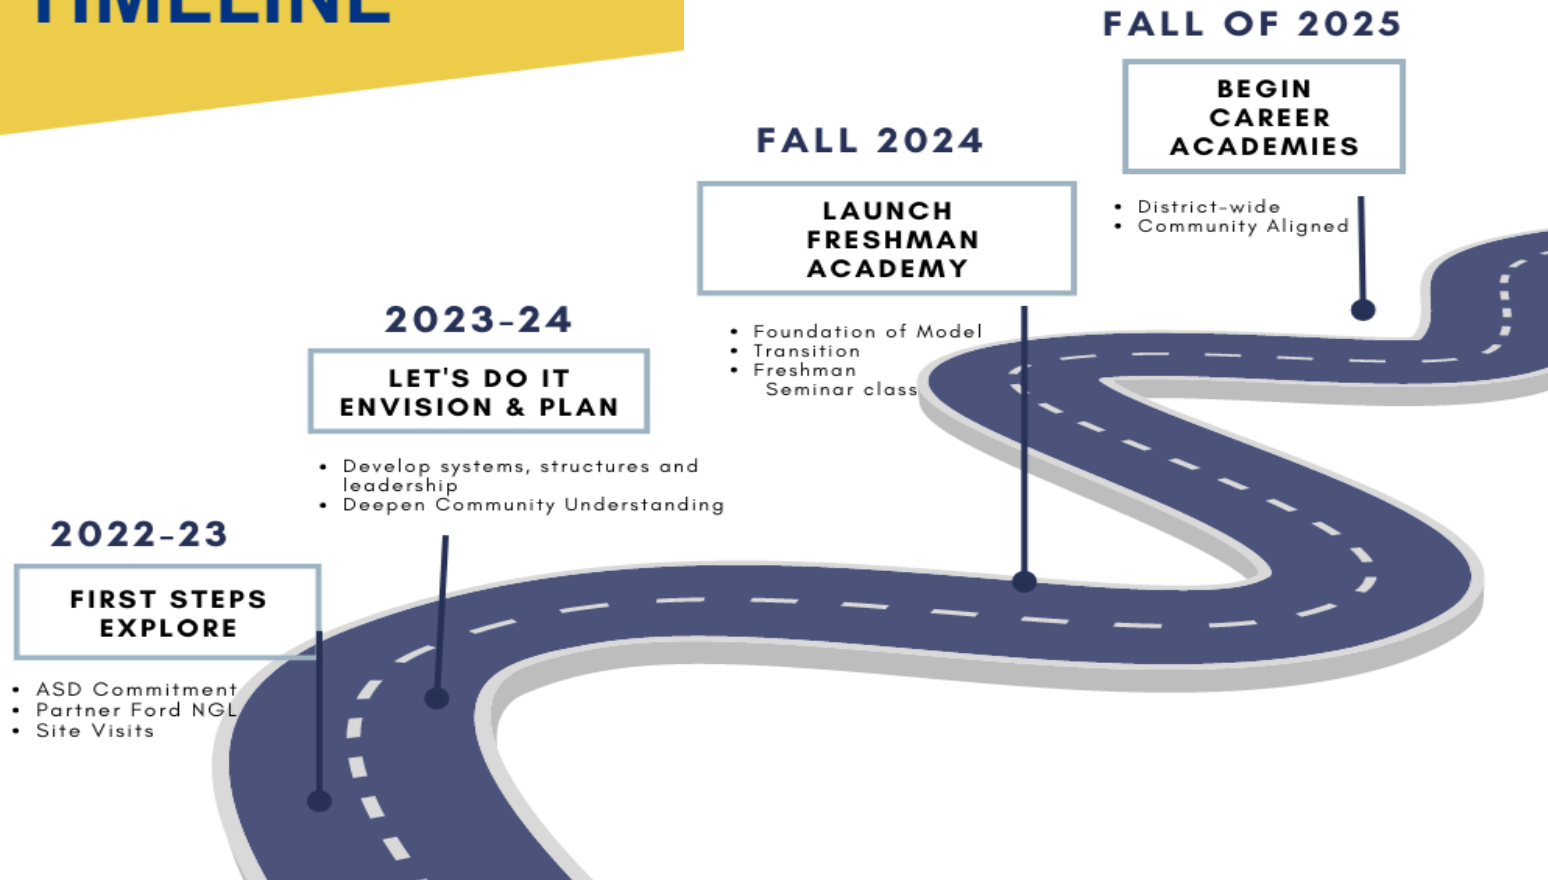 TIMELINE
FALL OF 2025
BEGIN
CAREER
ACADEMIES
• District-wide
• Community Aligned
FALL 2024
LAUNCH
FRESHMAN
ACADEMY
• Foundation of Model
• Transition
• Freshman
Seminar class
2023-24
LET'S DO IT
ENVISION & PLAN
• Develop systems, structures and
leadership
• Deepen Community Understanding
2022-23
FIRST STEPS
EXPLORE
• ASD Commitment
• Partner Ford NGL
• Site Visits